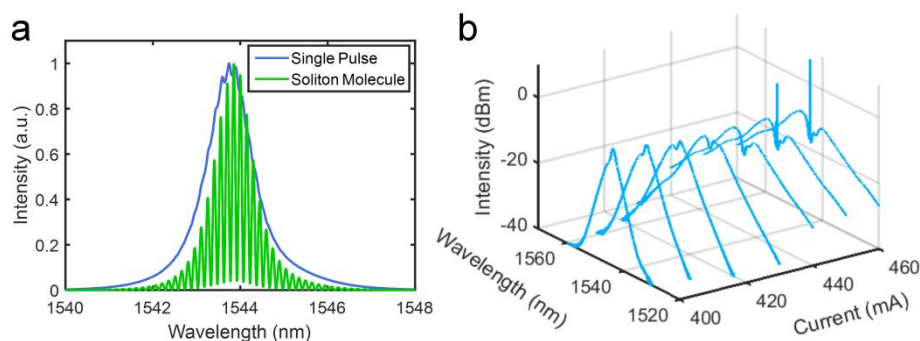 a
Single Pulse
Soliton Molecule
1
0.8
0.6
0.4
0.2
0
Intensity (a.u.)
1540 1542 1544 1546 1548
Wavelength (nm)
b
0
-20
-40
Intensity (dBm)
1560
1540
1520
Wavelength (nm)
400
420
440
460
Current (mA)